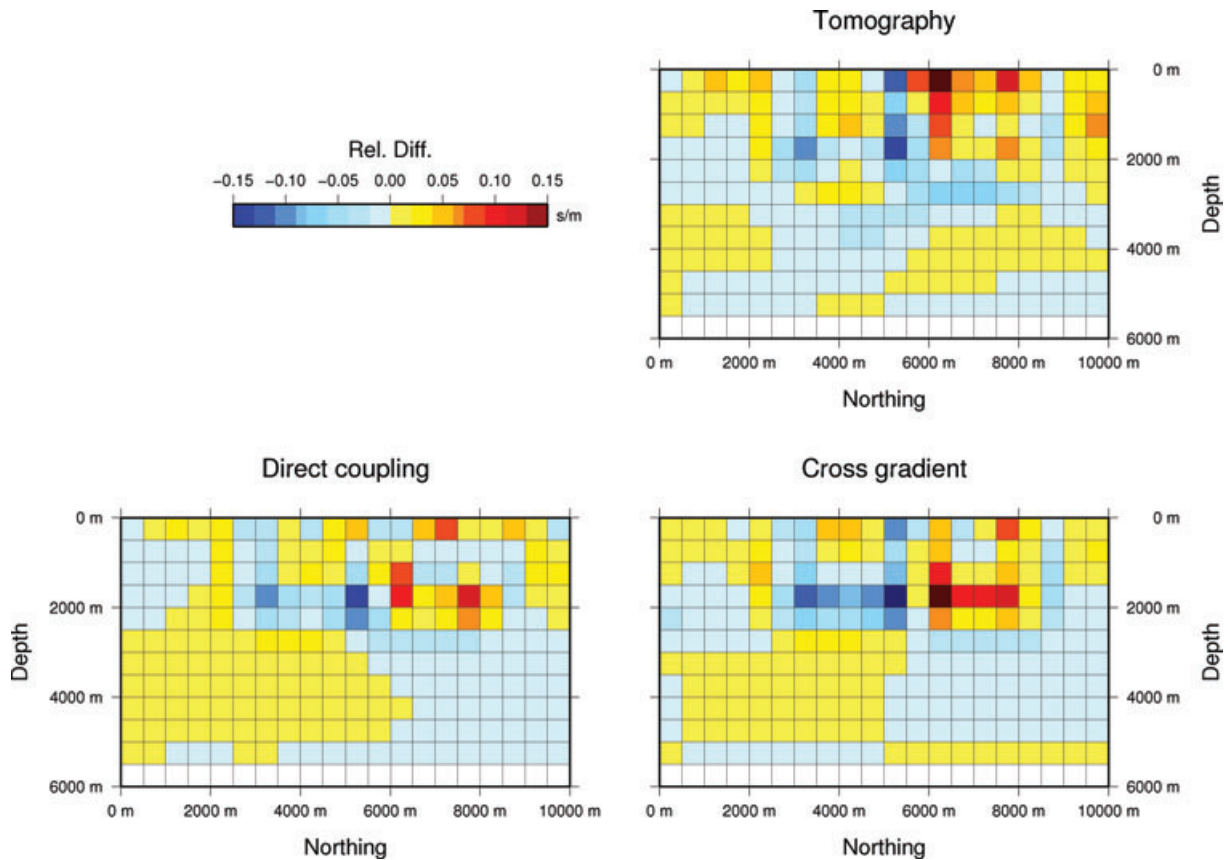 Tomography
0 m
2000 m
4000 m
6000 m
Depth
0 m 2000 m 4000 m 6000 m 8000 m 10000 m
Northing
Rel. Diff.
−0.15 −0.10 −0.05 0.00 0.05 0.10 0.15
s/m
Direct coupling
0 m
2000 m
4000 m
6000 m
Depth
0 m 2000 m 4000 m 6000 m 8000 m 10000 m
Northing
Cross gradient
0 m
2000 m
4000 m
6000 m
Depth
0 m 2000 m 4000 m 6000 m 8000 m 10000 m
Northing